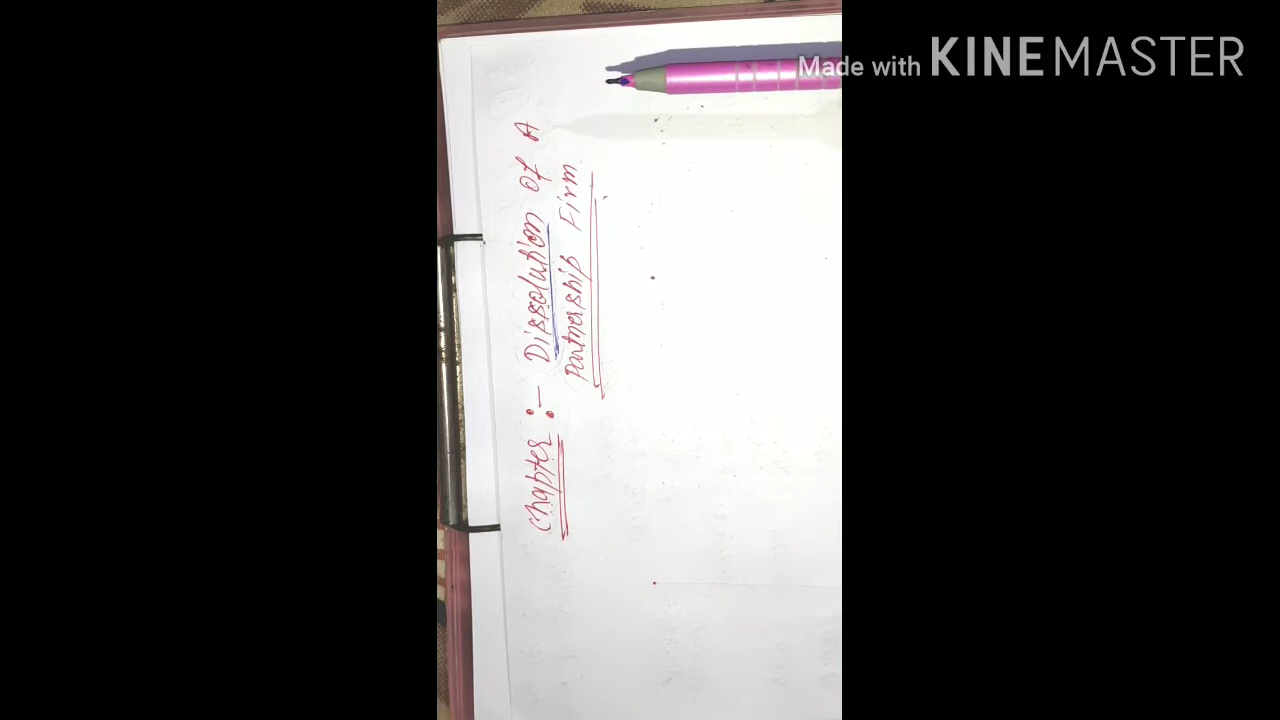 Made with KINEMASTER
Chapter :- Dissolution of A
Partnership Firm